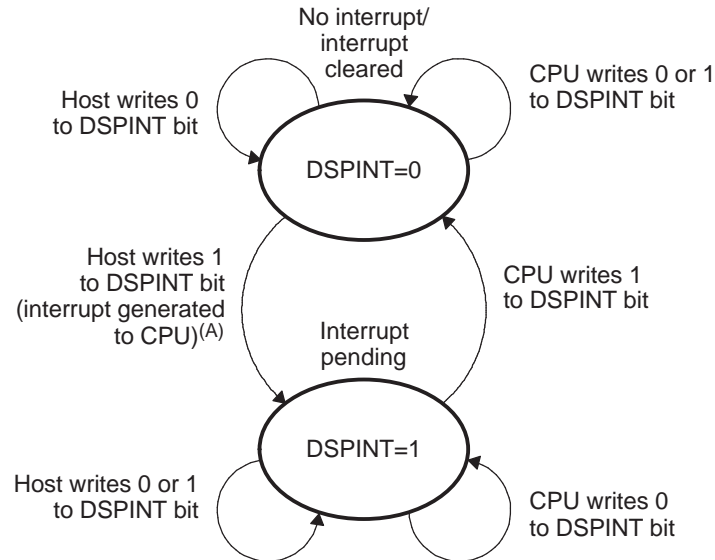 No interrupt/
interrupt
cleared
Host writes 0
to DSPINT bit
CPU writes 0 or 1
to DSPINT bit
DSPINT=0
Host writes 1
to DSPINT bit
(interrupt generated
to CPU)(A)
CPU writes 1
to DSPINT bit
Interrupt
pending
DSPINT=1
Host writes 0 or 1
to DSPINT bit
CPU writes 0
to DSPINT bit